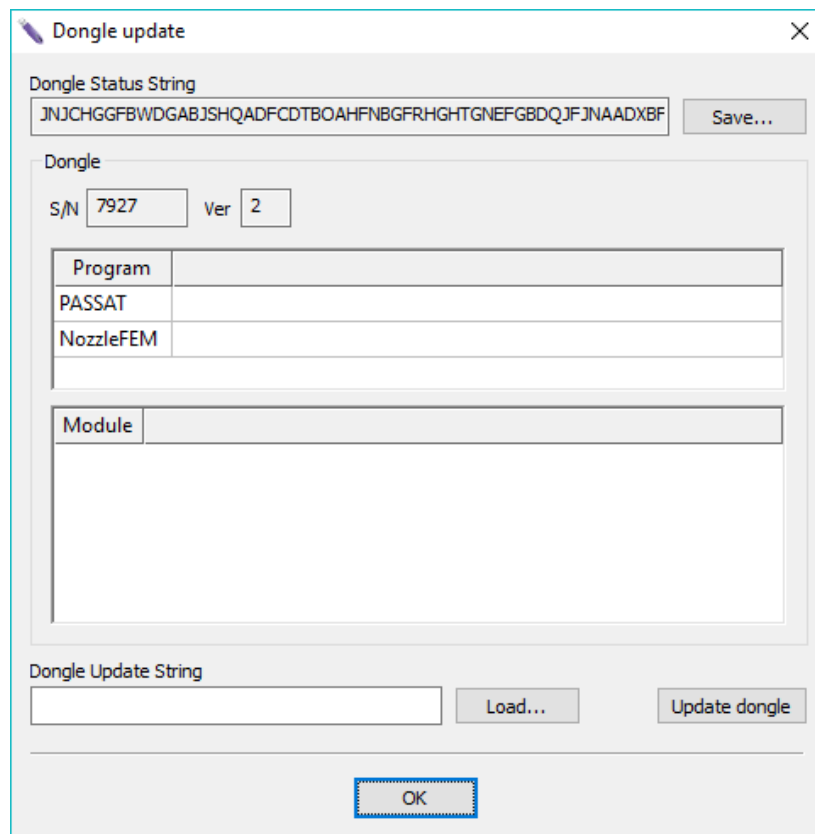 Dongle update
Dongle Status String
JNJCHGGFBWDGABJSHQADFCDTBOAHFNBGFRHGHTGNEFGBDQJFJNAADXBF
Save...
Dongle
S/N 7927 Ver 2
Program
PASSAT
NozzleFEM
Module
Dongle Update String
Load... Update dongle
OK